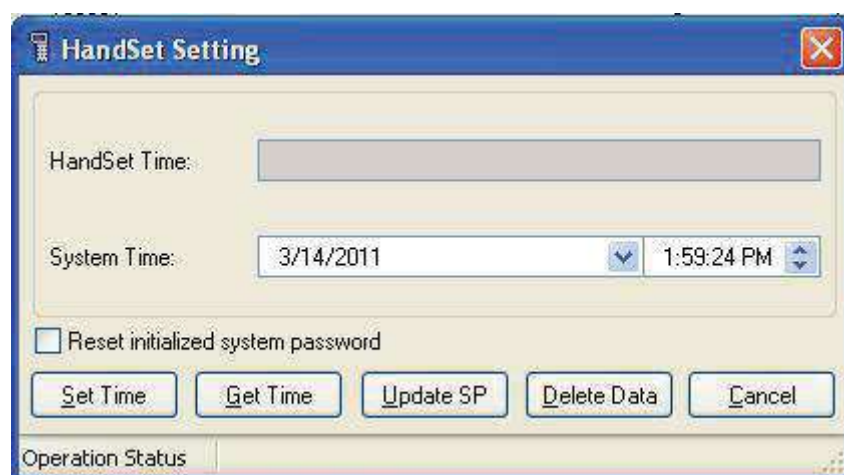 HandSet Setting
HandSet Time:
System Time: 3/14/2011 1:59:24 PM
Reset initialized system password
Set Time Get Time Update SP Delete Data Cancel
Operation Status